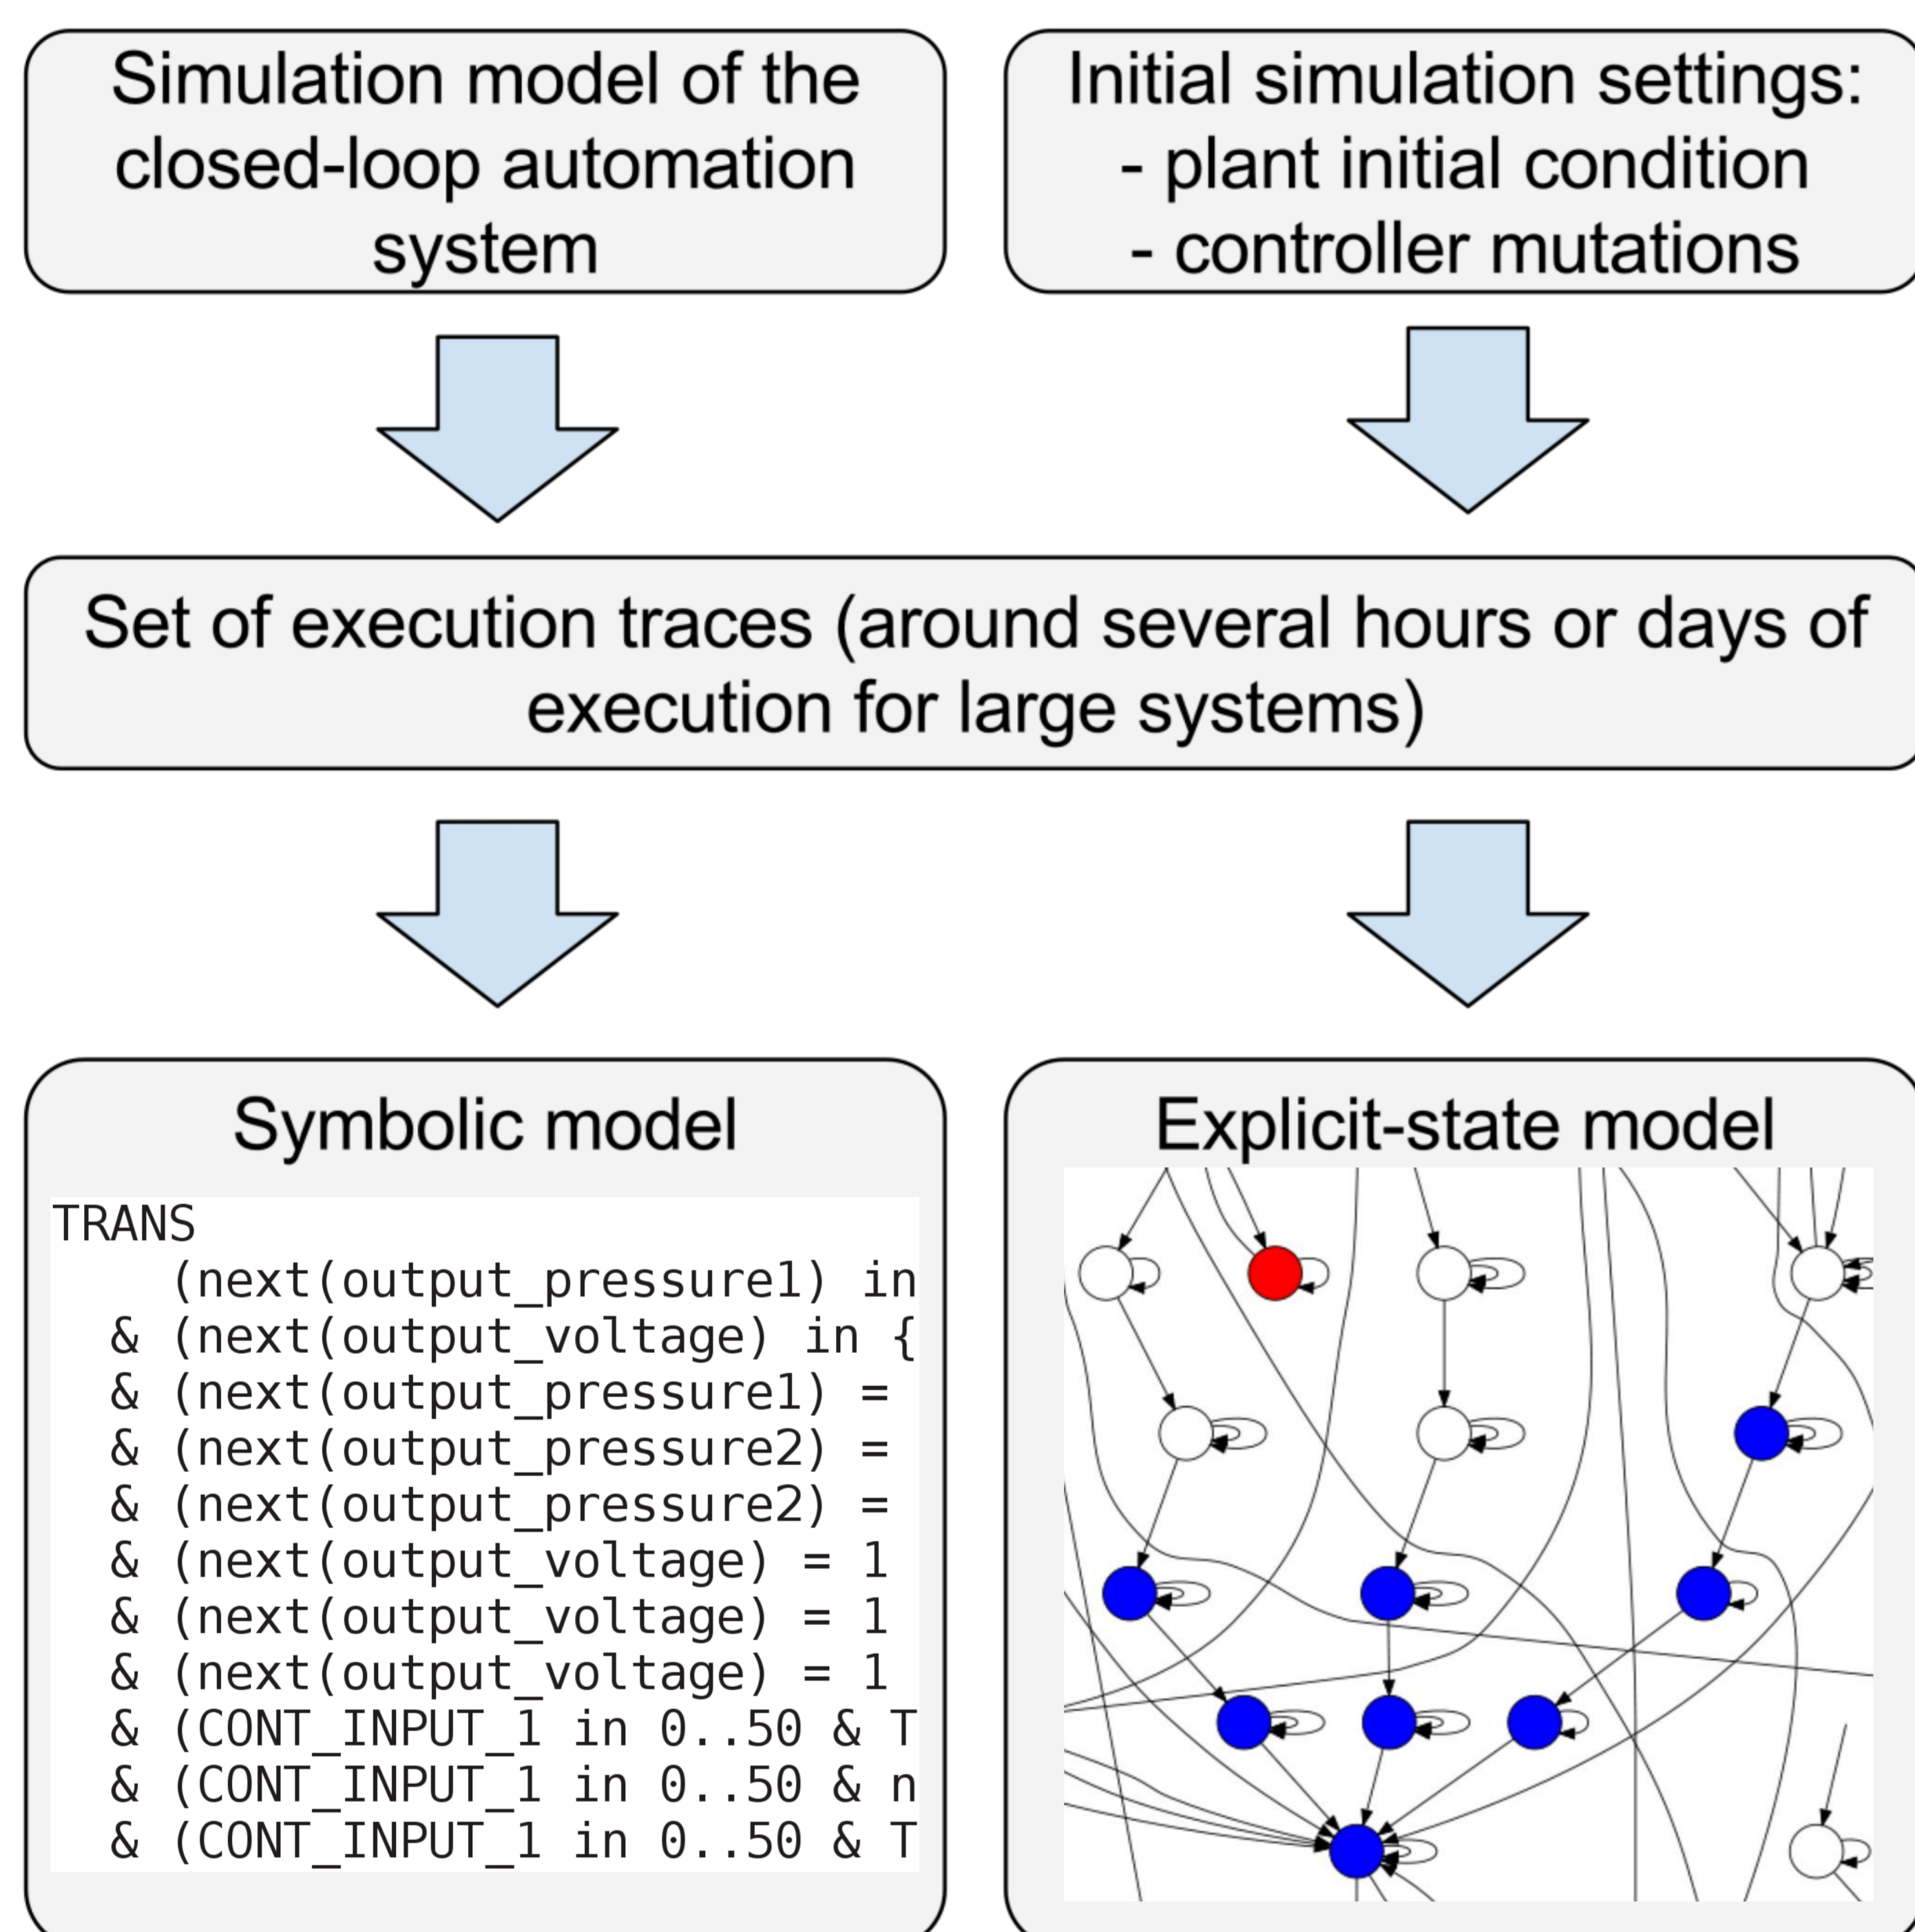 Simulation model of the
closed-loop automation
system
Initial simulation settings:
- plant initial condition
- controller mutations
Set of execution traces (around several hours or days of
execution for large systems)
Symbolic model
TRANS
(next(output_pressure1) in
& (next(output_voltage) in {
& (next(output_pressure1) =
& (next(output_pressure2) =
& (next(output_pressure2) =
& (next(output_voltage) = 1
& (next(output_voltage) = 1
& (next(output_voltage) = 1
& (CONT_INPUT_1 in 0..50 & T
& (CONT_INPUT_1 in 0..50 & n
& (CONT_INPUT_1 in 0..50 & T
Explicit-state model